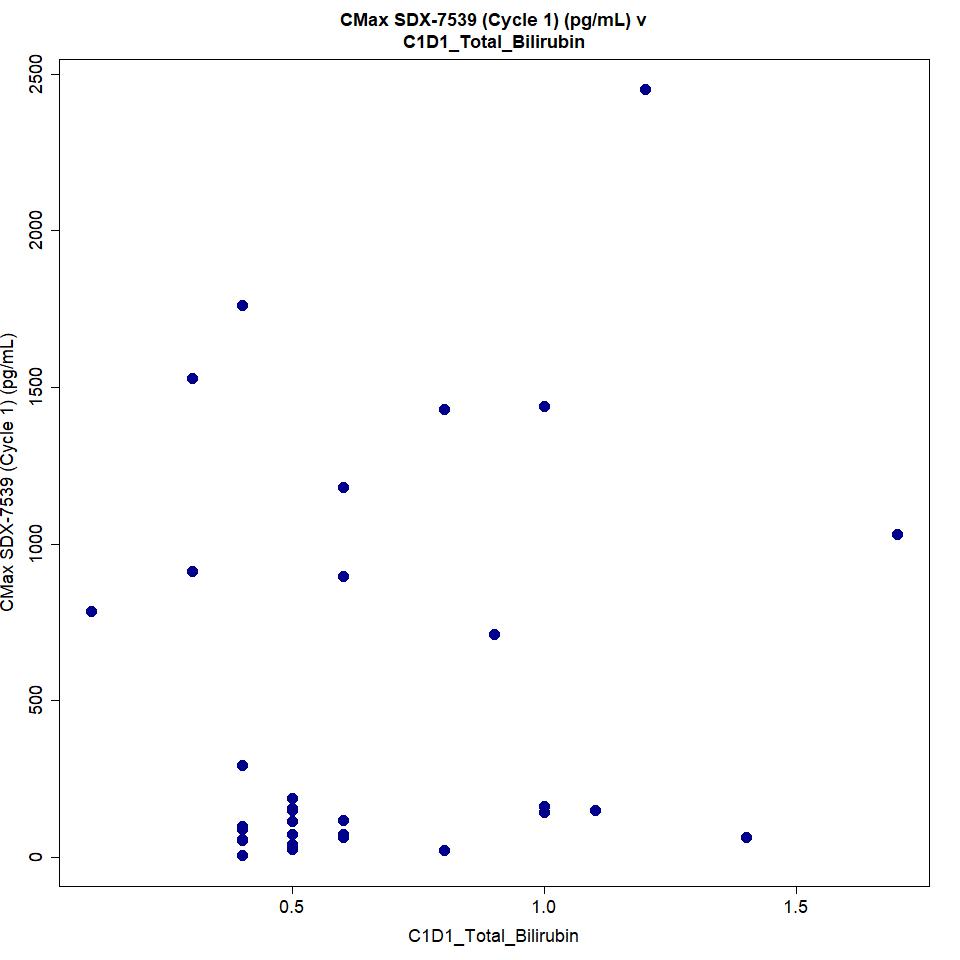 CMax SDX-7539 (Cycle 1) (pg/mL) v
C1D1_Total_Bilirubin
CMax SDX-7539 (Cycle 1) (pg/mL)
2500
2000
1500
1000
500
0
0.5
1.0
1.5
C1D1_Total_Bilirubin